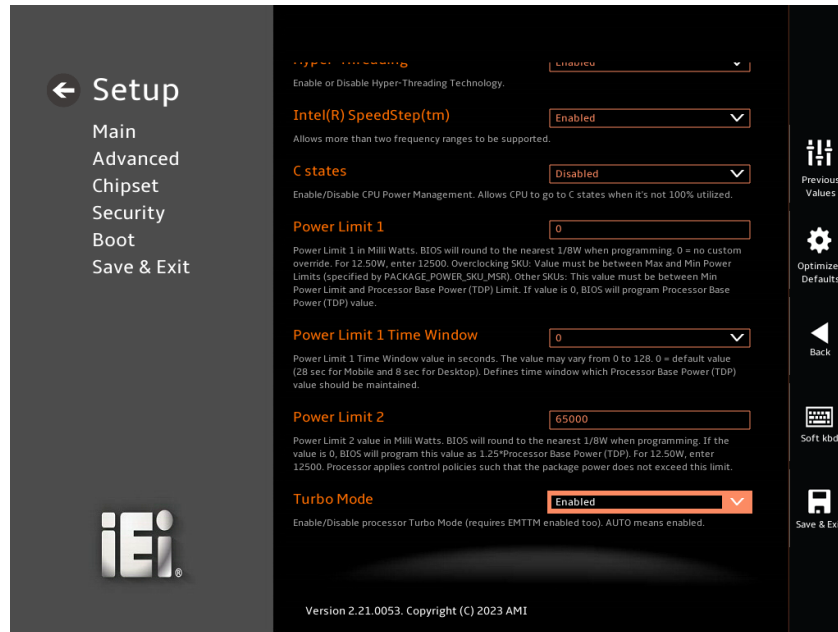 Setup
Main
Advanced
Chipset
Security
Boot
Save & Exit
iEi
®
Hyper-Threading
Enabled
Enable or Disable Hyper-Threading Technology.
Intel(R) SpeedStep(tm)
Enabled
Allows more than two frequency ranges to be supported.
C states
Disabled
Enable/Disable CPU Power Management. Allows CPU to go to C states when it's not 100% utilized.
Power Limit 1
0
Power Limit 1 in Milli Watts. BIOS will round to the nearest 1/8W when programming. 0 = no custom
override. For 12.50W, enter 12500. Overclocking SKU: Value must be between Max and Min Power
Limits (specified by PACKAGE_POWER_SKU_MSR). Other SKUs: This value must be between Min
Power Limit and Processor Base Power (TDP) Limit. If value is 0, BIOS will program Processor Base
Power (TDP) value.
Power Limit 1 Time Window
0
Power Limit 1 Time Window value in seconds. The value may vary from 0 to 128. 0 = default value
(28 sec for Mobile and 8 sec for Desktop). Defines time window which Processor Base Power (TDP)
value should be maintained.
Power Limit 2
65000
Power Limit 2 value in Milli Watts. BIOS will round to the nearest 1/8W when programming. If the
value is 0, BIOS will program this value as 1.25*Processor Base Power (TDP). For 12.50W, enter
12500. Processor applies control policies such that the package power does not exceed this limit.
Turbo Mode
Enabled
Enable/Disable processor Turbo Mode (requires EMTTM enabled too). AUTO means enabled.
Version 2.21.0053. Copyright (C) 2023 AMI
Previous
Values
Optimize
Defaults
Back
Soft kbd
Save & Exi